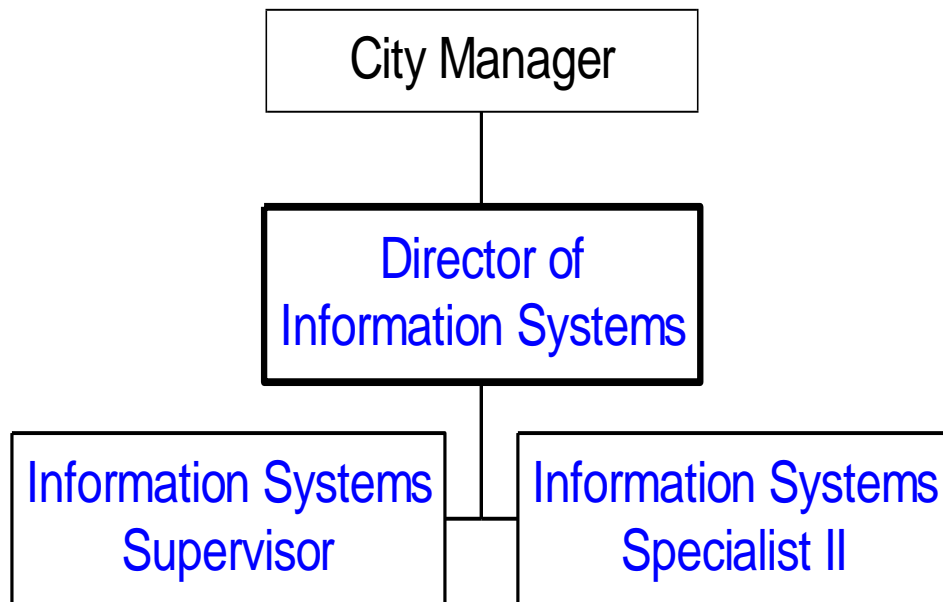 City Manager
Director of
Information Systems
Information Systems
Supervisor
Information Systems
Specialist II